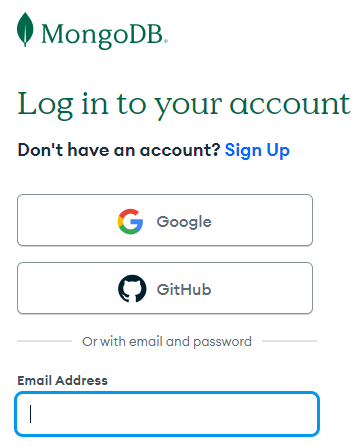 MongoDB.
Log in to your account
Don't have an account? Sign Up
Google
GitHub
Or with email and password
Email Address